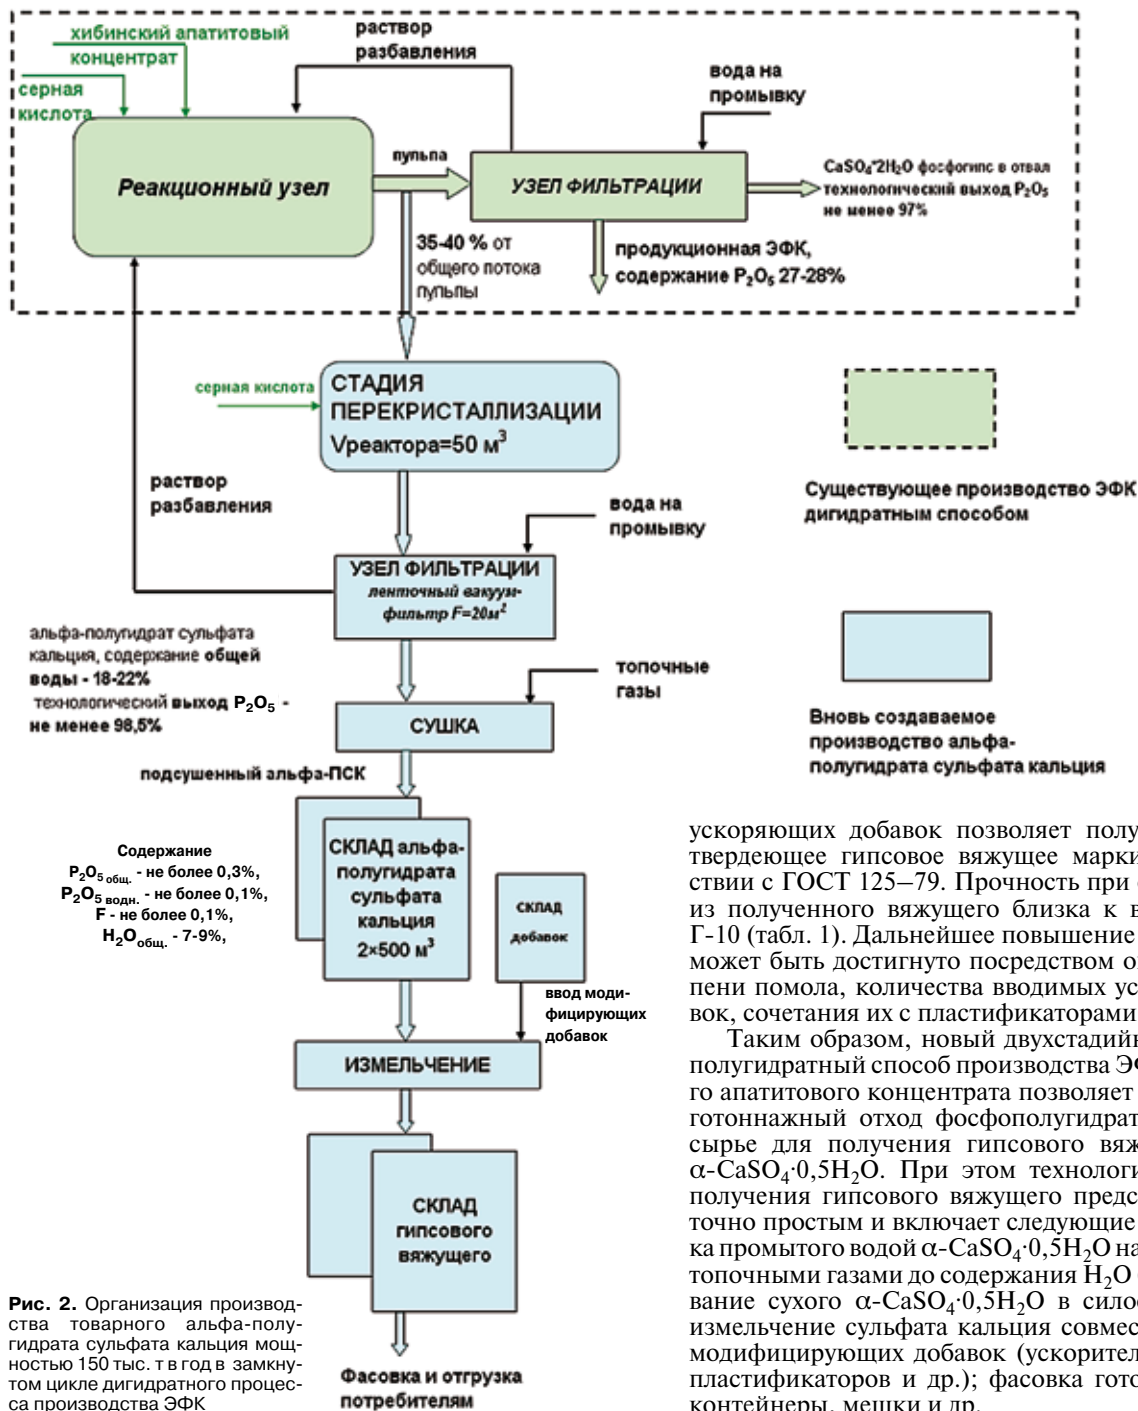 хибинский апатитовый
концентрат
серная
кислота
раствор
разбавления
вода на
промывку
Реакционный узел
пульпа
УЗЕЛ ФИЛЬТРАЦИИ
CaSO₄*2H₂O фосфогипс в отвал
технологический выход P₂O₅
не менее 97%
35-40 % от
общего потока
пульпы
продукционная ЭФК,
содержание P₂O₅ 27-28%
серная кислота
СТАДИЯ
ПЕРЕКРИСТАЛЛИЗАЦИИ
Vреактора=50 м³
Существующее производство ЭФК
дигидратным способом
раствор
разбавления
вода на
промывку
УЗЕЛ ФИЛЬТРАЦИИ
ленточный вакуум-
фильтр F=20м²
альфа-полугидрат сульфата
кальция, содержание общей
воды - 18-22%
технологический выход P₂O₅ -
не менее 98,5%
топочные
газы
СУШКА
Вновь создаваемое
производство альфа-
полугидрата сульфата кальция
подсушенный альфа-ПСК
Содержание
P₂O₅ общ. - не более 0,3%,
P₂O₅ водн. - не более 0,1%,
F - не более 0,1%,
H₂Oобщ. - 7-9%,
СКЛАД альфа-
полугидрата
сульфата
кальция
2×500 м³
СКЛАД
добавок
ввод моди-
фицирующих
добавок
ИЗМЕЛЬЧЕНИЕ
СКЛАД
гипсового
вяжущего
Фасовка и отгрузка
потребителям
Рис. 2. Организация производ-
ства товарного альфа-полу-
гидрата сульфата кальция мощ-
ностью 150 тыс. т в год в замкну-
том цикле дигидратного процес-
са производства ЭФК
ускоряющих добавок позволяет полу
твердеющее гипсовое вяжущее марки
ствии с ГОСТ 125–79. Прочность при
из полученного вяжущего близка к в
Г-10 (табл. 1). Дальнейшее повышение
может быть достигнуто посредством о
пени помола, количества вводимых ус
вок, сочетания их с пластификаторами
Таким образом, новый двухстадийн
полугидратный способ производства ЭФ
го апатитового концентрата позволяет
готоннажный отход фосфополугидрат
сырье для получения гипсового вяж
α-CaSO₄·0,5H₂O. При этом технологи
получения гипсового вяжущего предс
точно простым и включает следующие
ка промытого водой α-CaSO₄·0,5H₂O на
топочными газами до содержания H₂O
вание сухого α-CaSO₄·0,5H₂O в силос
измельчение сульфата кальция совмес
модифицирующих добавок (ускорител
пластификаторов и др.); фасовка гото
контейнеры, мешки и др.